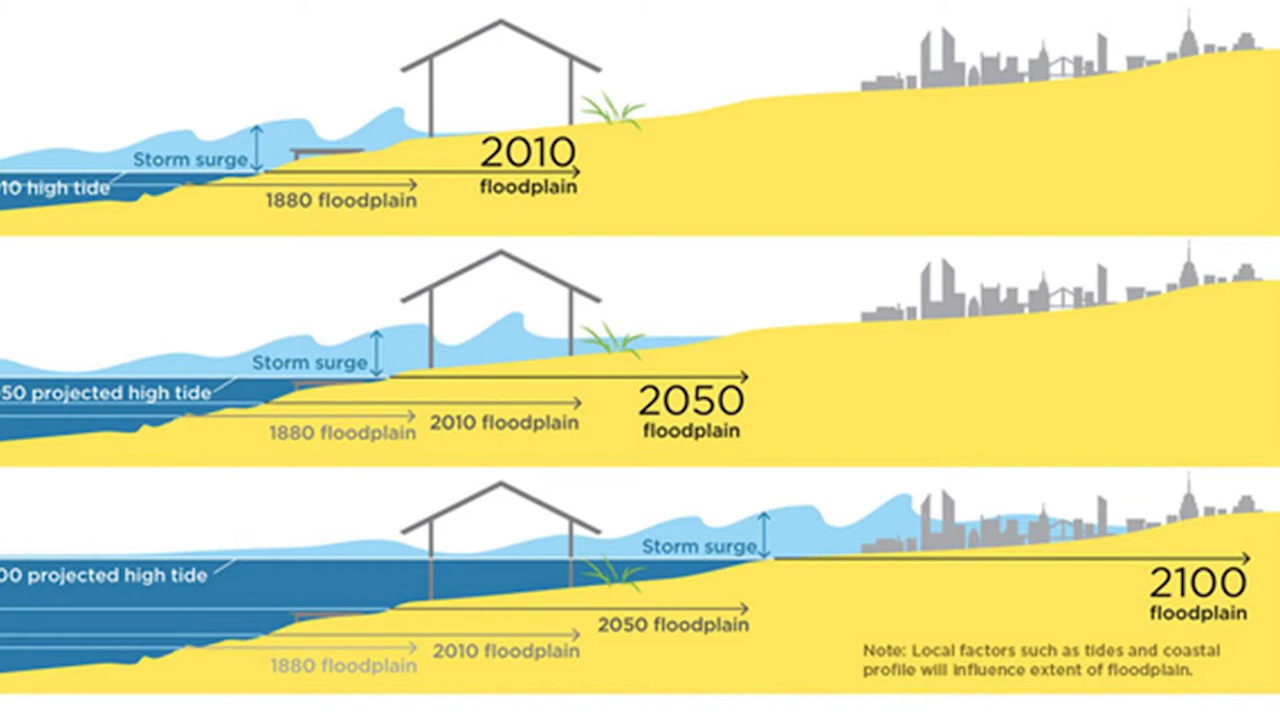 Storm surge
10 high tide
2010
floodplain
1880 floodplain
Storm surge
50 projected high tide
2050
floodplain
2010 floodplain
1880 floodplain
Storm surge
00 projected high tide
2100
floodplain
2050 floodplain
2010 floodplain
1880 floodplain
Note: Local factors such as tides and coastal
profile will influence extent of floodplain.